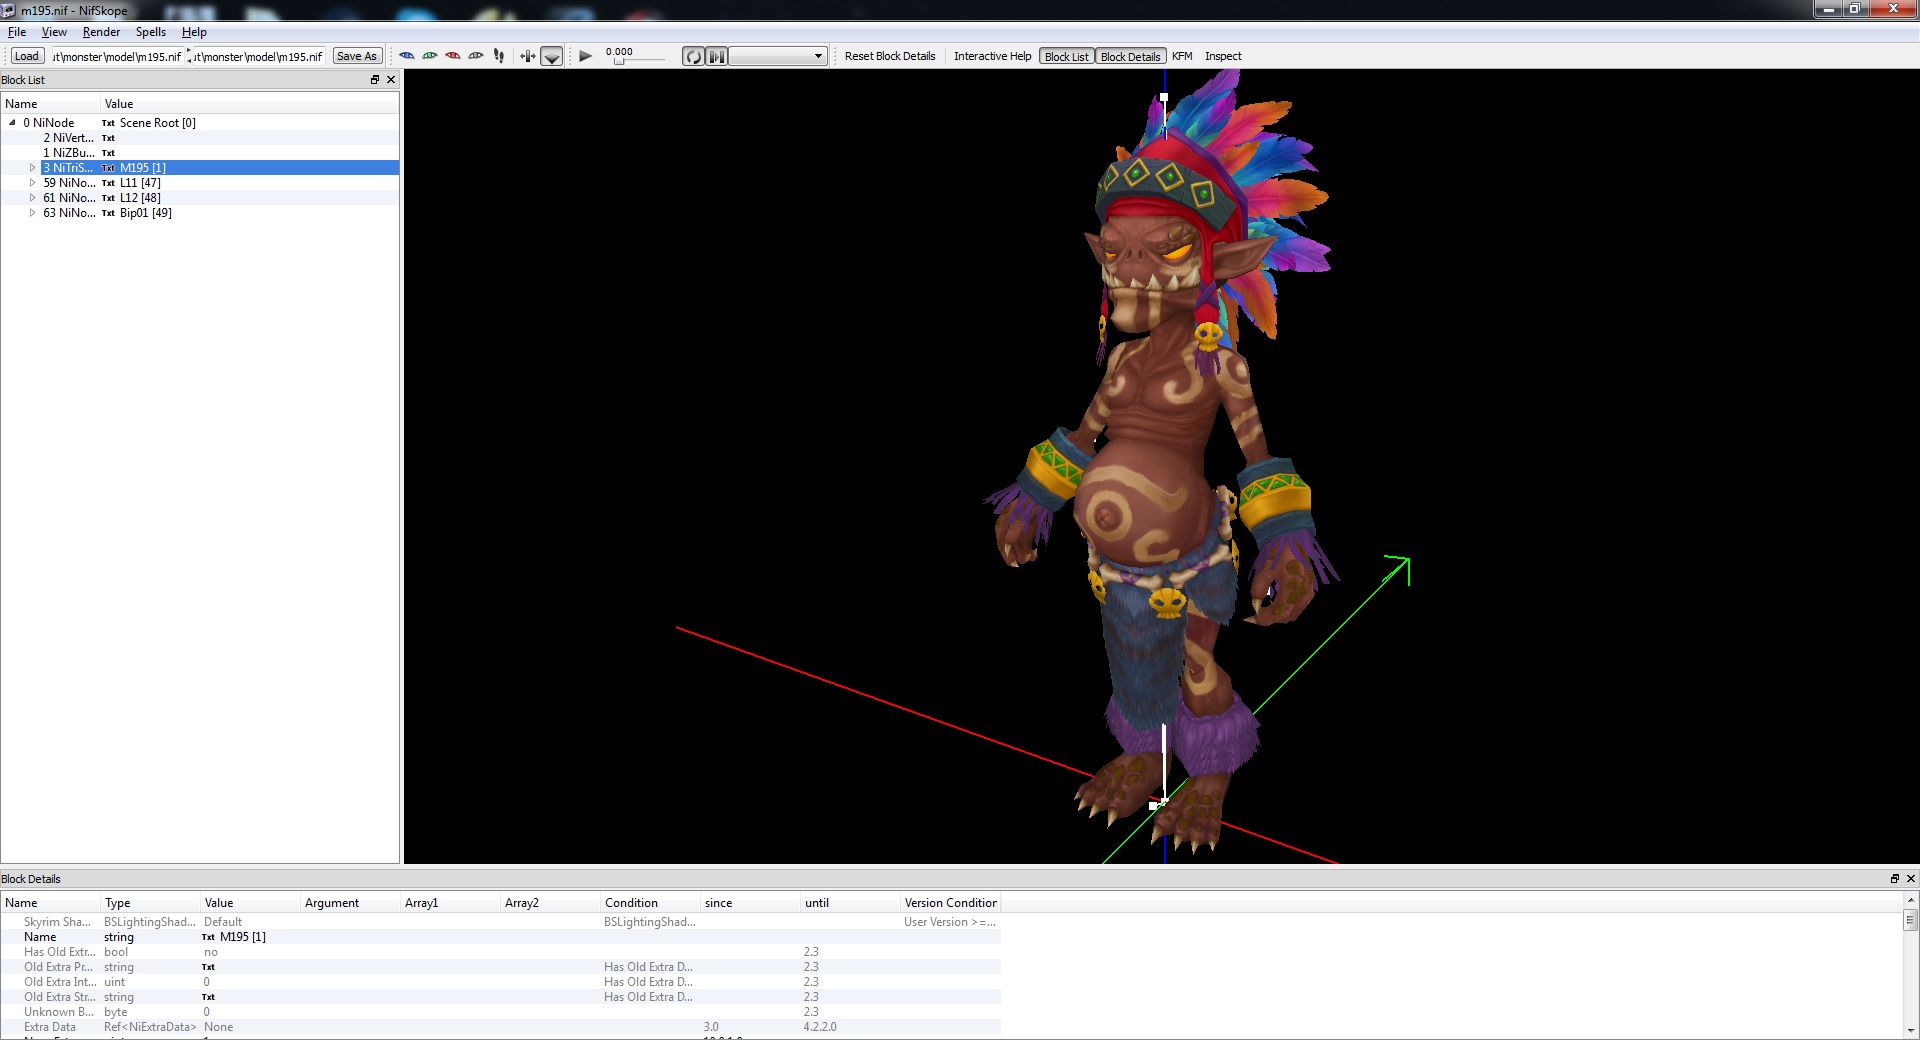 m195.nif - NifSkope
File View Render Spells Help
Load ut\monster\model\m195.nif ut\monster\model\m195.nif Save As 0.000 Reset Block Details Interactive Help Block List Block Details KFM Inspect
Block List
Name Value
0 NiNode Txt Scene Root [0]
2 NiVert... Txt
1 NiZBu... Txt
3 NiTriS... Txt M195 [1]
59 NiNo... Txt L11 [47]
61 NiNo... Txt L12 [48]
63 NiNo... Txt Bip01 [49]
Block Details
Name Type Value Argument Array1 Array2 Condition since until Version Condition
Skyrim Sha... BSLightingShad... Default BSLightingShad... User Version >=...
Name string Txt M195 [1]
Has Old Extr... bool no 2.3
Old Extra Pr... string Txt Has Old Extra D... 2.3
Old Extra Int... uint 0 Has Old Extra D... 2.3
Old Extra Str... string Txt Has Old Extra D... 2.3
Unknown B... byte 0 2.3
Extra Data Ref<NiExtraData> None 3.0 4.2.2.0